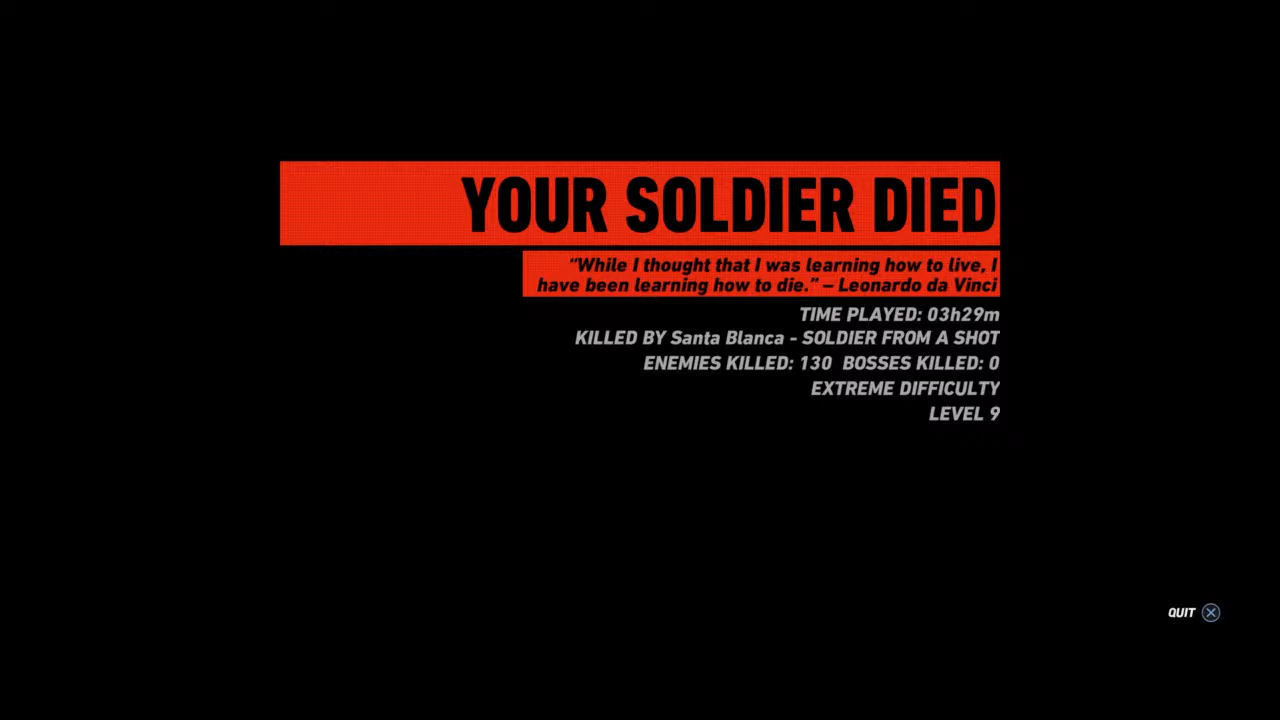 YOUR SOLDIER DIED
"While I thought that I was learning how to live, I
have been learning how to die." – Leonardo da Vinci
TIME PLAYED: 03h29m
KILLED BY Santa Blanca - SOLDIER FROM A SHOT
ENEMIES KILLED: 130 BOSSES KILLED: 0
EXTREME DIFFICULTY
LEVEL 9
QUIT